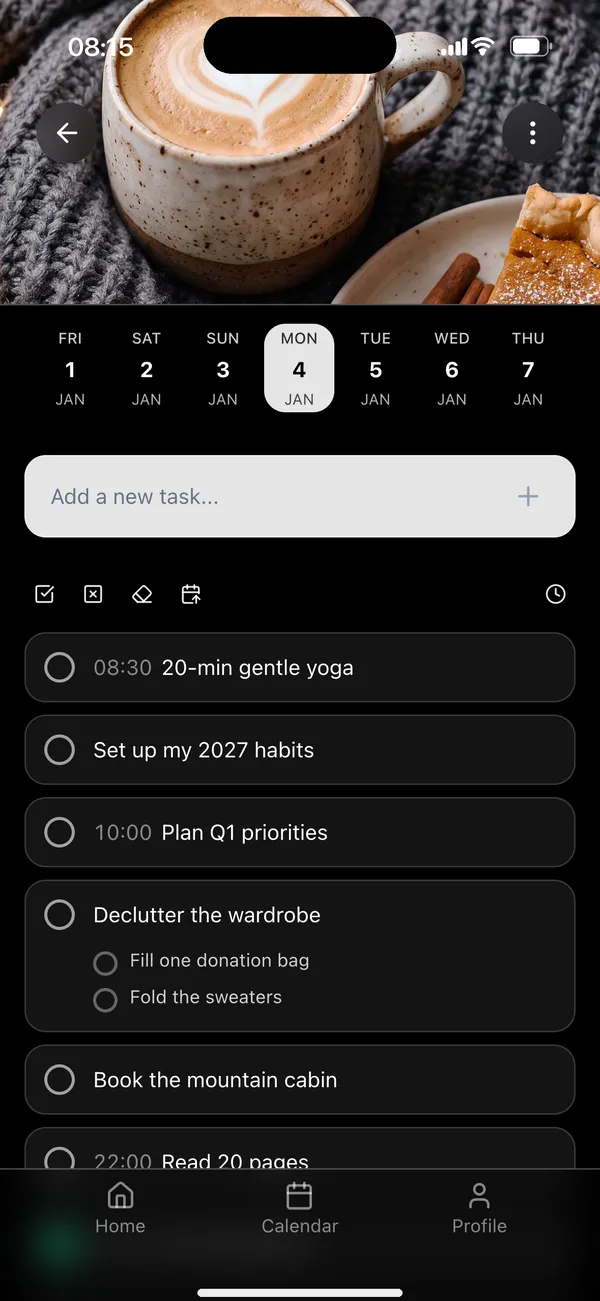 08:15
FRI SAT SUN MON TUE WED THU
1 2 3 4 5 6 7
JAN JAN JAN JAN JAN JAN JAN
Add a new task...
08:30 20-min gentle yoga
Set up my 2027 habits
10:00 Plan Q1 priorities
Declutter the wardrobe
Fill one donation bag
Fold the sweaters
Book the mountain cabin
22:00 Read 20 pages
Home Calendar Profile